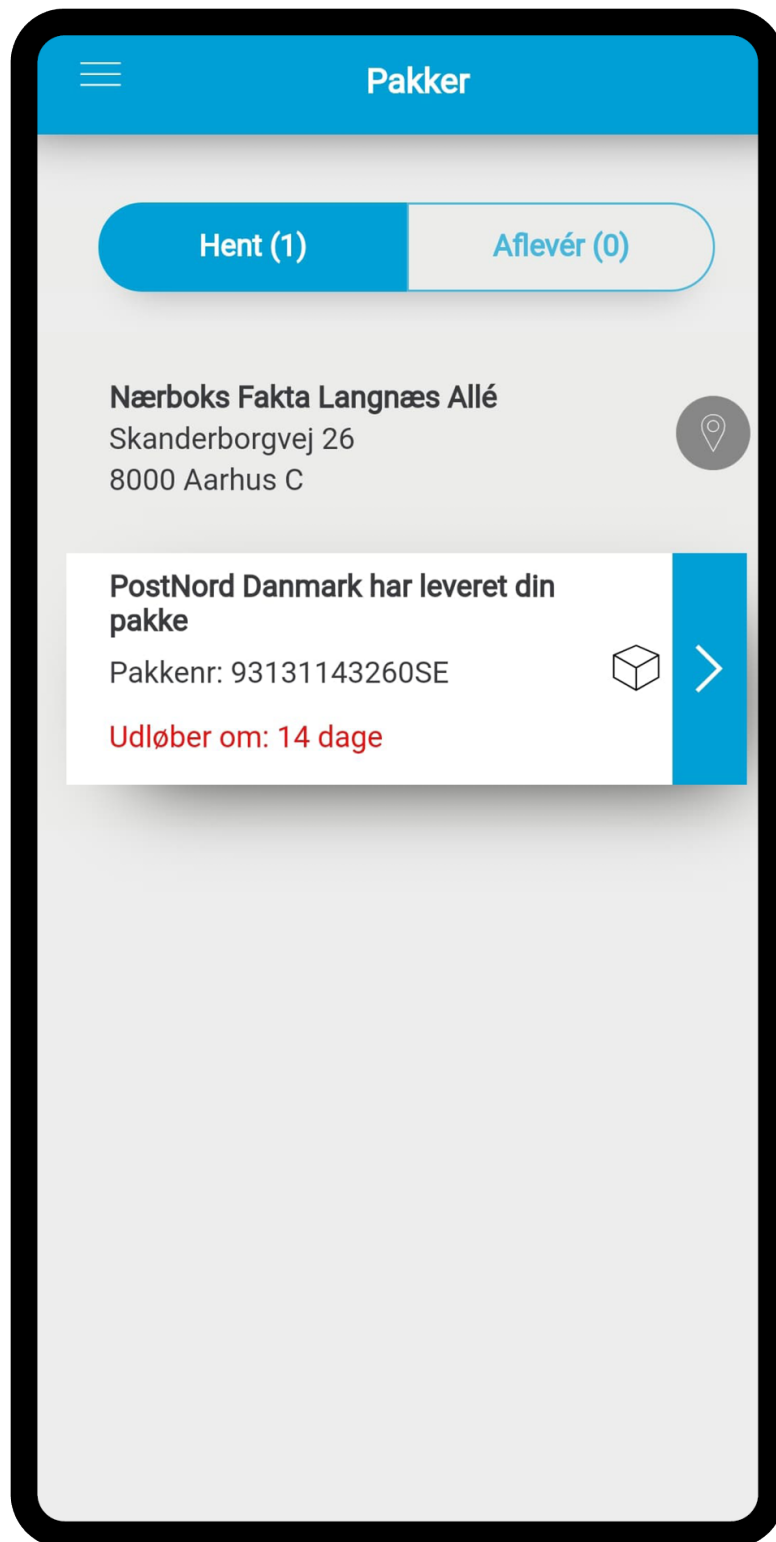 Pakker
Hent (1)
Aflevér (0)
Nærboks Fakta Langnæs Allé
Skanderborgvej 26
8000 Aarhus C
PostNord Danmark har leveret din
pakke
Pakkenr: 93131143260SE
Udløber om: 14 dage